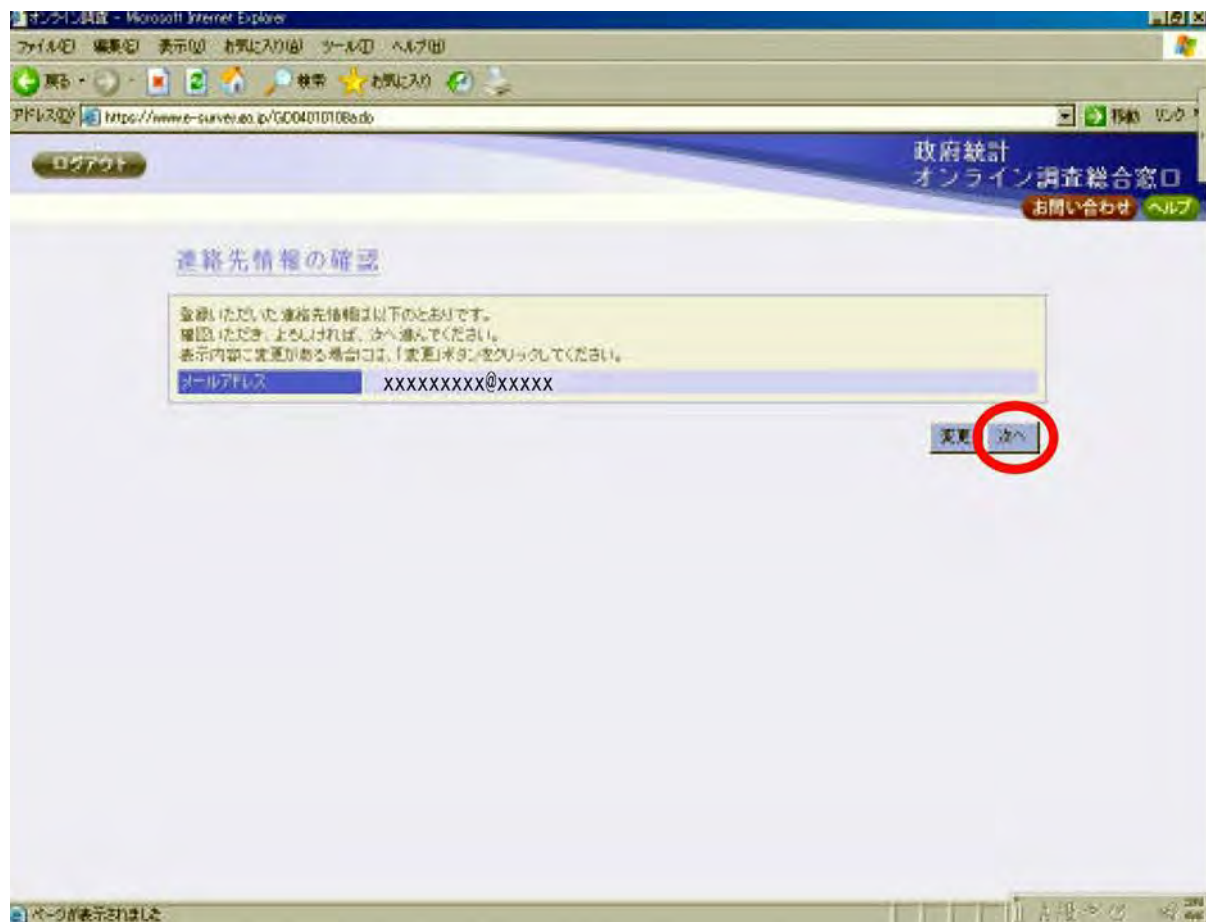 オンライン調査 - Microsoft Internet Explorer
ファイル(F) 編集(E) 表示(V) お気に入り(A) ツール(T) ヘルプ(H)
戻る 検索 お気に入り
アドレス(D) https://www.e-survey.go.jp/GC04010108a.do 移動 リンク
ログアウト
政府統計
オンライン調査総合窓口
お問い合わせ ヘルプ
連絡先情報の確認
登録いただいた連絡先情報は以下のとおりです。
確認いただき、よろしければ、次へ進んでください。
表示内容に変更がある場合には、「変更」ボタンをクリックしてください。
メールアドレス xxxxxxxxx@xxxxx
変更 次へ
ページが表示されました